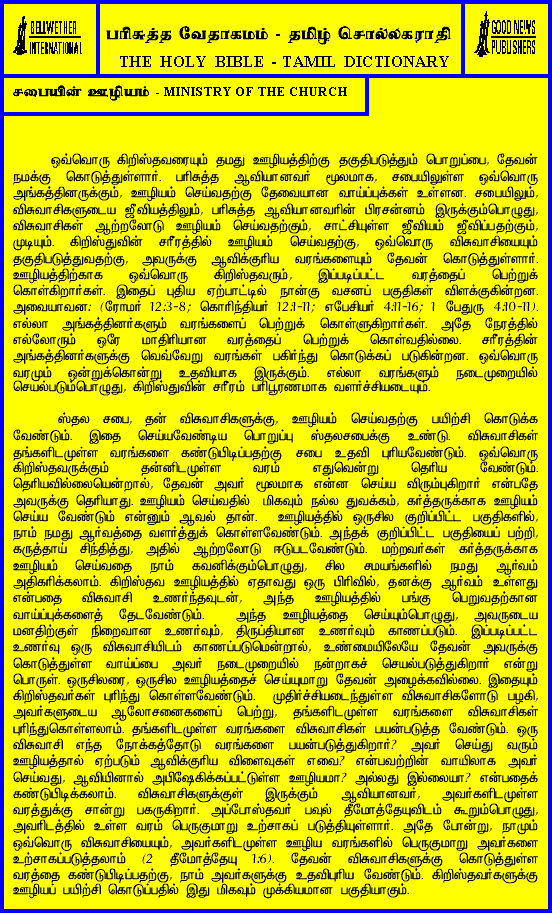 BELLWETHER
INTERNATIONAL
பரிசுத்த வேதாகமம் - தமிழ் சொல்லகராதி
THE HOLY BIBLE - TAMIL DICTIONARY
GOOD NEWS
PUBLISHERS
சபையின் ஊழியம் - MINISTRY OF THE CHURCH
ஒவ்வொரு கிறிஸ்தவரையும் தமது ஊழியத்திற்கு தகுதிபடுத்தும் பொறுப்பை, தேவன்
நமக்கு கொடுத்துள்ளார். பரிசுத்த ஆவியானவர் மூலமாக, சபையிலுள்ள ஒவ்வொரு
அங்கத்தினருக்கும், ஊழியம் செய்வதற்கு தேவையான வாய்ப்புக்கள் உள்ளன. சபையிலும்,
விசுவாசிகளுடைய ஜீவியத்திலும், பரிசுத்த ஆவியானவரின் பிரசன்னம் இருக்கும்பொழுது,
விசுவாசிகள் ஆற்றலோடு ஊழியம் செய்வதற்கும், சாட்சியுள்ள ஜீவியம் ஜீவிப்பதற்கும்,
முடியும். கிறிஸ்துவின் சரீரத்தில் ஊழியம் செய்வதற்கு, ஒவ்வொரு விசுவாசியையும்
தகுதிபடுத்துவதற்கு, அவருக்கு ஆவிக்குரிய வரங்களையும் தேவன் கொடுத்துள்ளார்.
ஊழியத்திற்காக ஒவ்வொரு கிறிஸ்தவரும், இப்படிப்பட்ட வரத்தைப் பெற்றுக்
கொள்கிறார்கள். இதைப் புதிய ஏற்பாட்டில் நான்கு வசனப் பகுதிகள் விளக்குகின்றன.
அவையாவன: (ரோமர் 12:3-8; கொரிந்தியர் 12:1-11; எபேசியர் 4:11-16; 1 பேதுரு 4:10-11).
எல்லா அங்கத்தினர்களும் வரங்களைப் பெற்றுக் கொள்ளுகிறார்கள். அதே நேரத்தில்
எல்லோரும் ஒரே மாதிரியான வரத்தைப் பெற்றுக் கொள்வதில்லை. சரீரத்தின்
அங்கத்தினர்களுக்கு வெவ்வேறு வரங்கள் பகிர்ந்து கொடுக்கப் படுகின்றன. ஒவ்வொரு
வரமும் ஒன்றுக்கொன்று உதவியாக இருக்கும். எல்லா வரங்களும் நடைமுறையில்
செயல்படும்பொழுது, கிறிஸ்துவின் சரீரம் பரிபூரணமாக வளர்ச்சியடையும்.
ஸ்தல சபை, தன் விசுவாசிகளுக்கு, ஊழியம் செய்வதற்கு பயிற்சி கொடுக்க
வேண்டும். இதை செய்யவேண்டிய பொறுப்பு ஸ்தலசபைக்கு உண்டு. விசுவாசிகள்
தங்களிடமுள்ள வரங்களை கண்டுபிடிப்பதற்கு சபை உதவி புரியவேண்டும். ஒவ்வொரு
கிறிஸ்தவருக்கும் தன்னிடமுள்ள வரம் எதுவென்று தெரிய வேண்டும்.
தெரியவில்லையென்றால், தேவன் அவர் மூலமாக என்ன செய்ய விரும்புகிறார் என்பதே
அவருக்கு தெரியாது. ஊழியம் செய்வதில் மிகவும் நல்ல துவக்கம், கர்த்தருக்காக ஊழியம்
செய்ய வேண்டும் என்னும் ஆவல் தான். ஊழியத்தில் ஒருசில குறிப்பிட்ட பகுதிகளில்,
நாம் நமது ஆர்வத்தை வளர்த்துக் கொள்ளவேண்டும். அந்தக் குறிப்பிட்ட பகுதியைப் பற்றி,
கருத்தாய் சிந்தித்து, அதில் ஆற்றலோடு ஈடுபடவேண்டும். மற்றவர்கள் கர்த்தருக்காக
ஊழியம் செய்வதை நாம் கவனிக்கும்பொழுது, சில சமயங்களில் நமது ஆர்வம்
அதிகரிக்கலாம். கிறிஸ்தவ ஊழியத்தில் ஏதாவது ஒரு பிரிவில், தனக்கு ஆர்வம் உள்ளது
என்பதை விசுவாசி உணர்ந்தவுடன், அந்த ஊழியத்தில் பங்கு பெறுவதற்கான
வாய்ப்புக்களைத் தேடவேண்டும். அந்த ஊழியத்தை செய்யும்பொழுது, அவருடைய
மனதிற்குள் நிறைவான உணர்வும், திருப்தியான உணர்வும் காணப்படும். இப்படிப்பட்ட
உணர்வு ஒரு விசுவாசியிடம் காணப்படுமென்றால், உண்மையிலேயே தேவன் அவருக்கு
கொடுத்துள்ள வாய்ப்பை அவர் நடைமுறையில் நன்றாகச் செயல்படுத்துகிறார் என்று
பொருள். ஒருசிலரை, ஒருசில ஊழியத்தைச் செய்யுமாறு தேவன் அழைக்கவில்லை. இதையும்
கிறிஸ்தவர்கள் புரிந்து கொள்ளவேண்டும். முதிர்ச்சியடைந்துள்ள விசுவாசிகளோடு பழகி,
அவர்களுடைய ஆலோசனைகளைப் பெற்று, தங்களிடமுள்ள வரங்களை விசுவாசிகள்
புரிந்துகொள்ளலாம். தங்களிடமுள்ள வரங்களை விசுவாசிகள் பயன்படுத்த வேண்டும். ஒரு
விசுவாசி எந்த நோக்கத்தோடு வரங்களை பயன்படுத்துகிறார்? அவர் செய்து வரும்
ஊழியத்தால் ஏற்படும் ஆவிக்குரிய விளைவுகள் எவை? என்பவற்றின் வாயிலாக அவர்
செய்வது, ஆவியினால் அபிஷேகிக்கப்பட்டுள்ள ஊழியமா? அல்லது இல்லையா? என்பதைக்
கண்டுபிடிக்கலாம். விசுவாசிகளுக்குள் இருக்கும் ஆவியானவர், அவர்களிடமுள்ள
வரத்துக்கு சான்று பகருகிறார். அப்போஸ்தவர் பவுல் தீமோத்தேயுவிடம் கூறும்பொழுது,
அவரிடத்தில் உள்ள வரம் பெருகுமாறு உற்சாகப் படுத்தியுள்ளார். அதே போன்று, நாமும்
ஒவ்வொரு விசுவாசியையும், அவர்களிடமுள்ள ஊழிய வரங்களில் பெருகுமாறு அவர்களை
உற்சாகப்படுத்தலாம் (2 தீமோத்தேயு 1:6). தேவன் விசுவாசிகளுக்கு கொடுத்துள்ள
வரத்தை கண்டுபிடிப்பதற்கு, நாம் அவர்களுக்கு உதவிபுரிய வேண்டும். கிறிஸ்தவர்களுக்கு
ஊழியப் பயிற்சி கொடுப்பதில் இது மிகவும் முக்கியமான பகுதியாகும்.